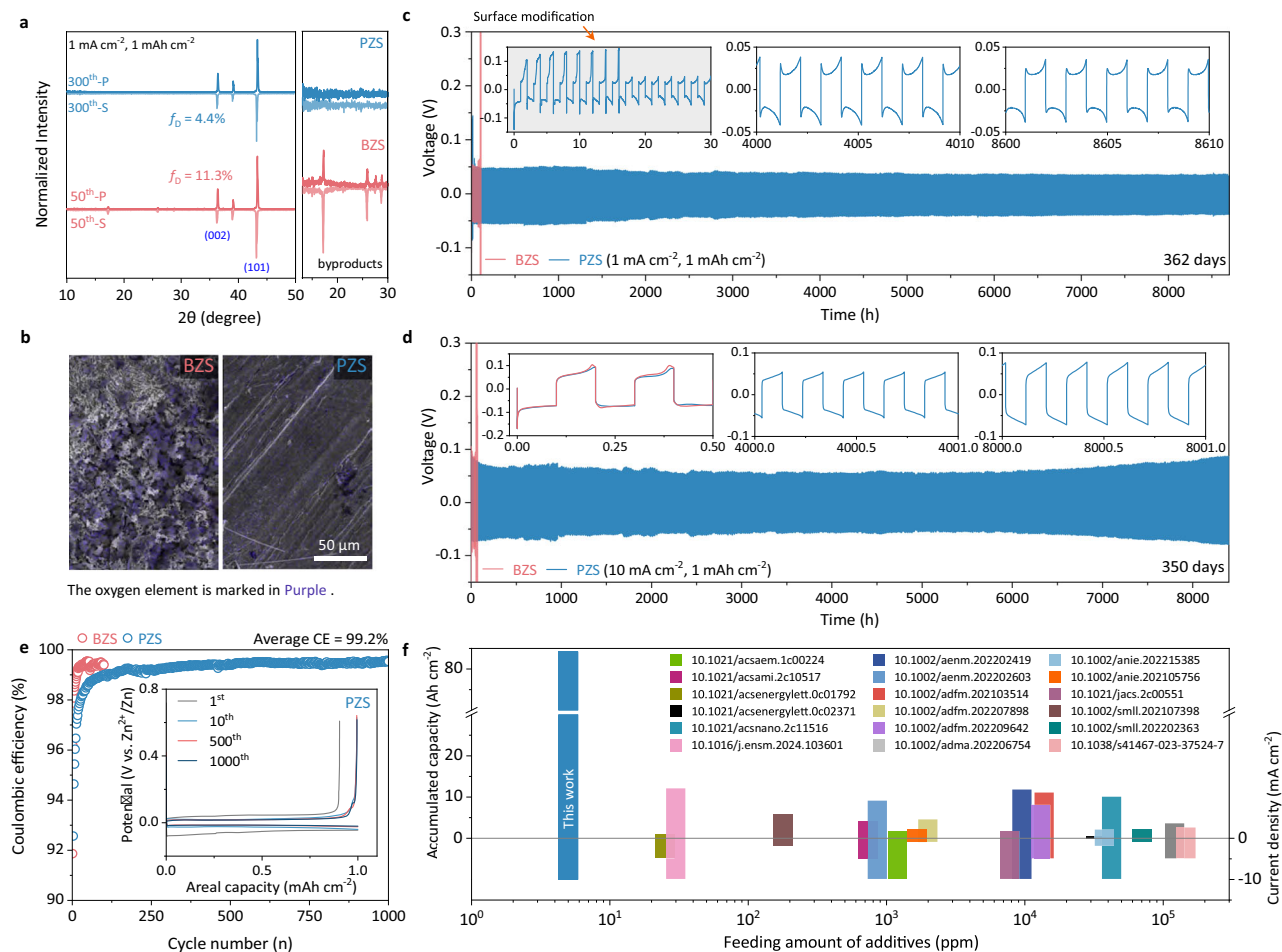 a
1 mA cm⁻², 1 mAh cm⁻²
PZS
300ᵗʰ-P
300ᵗʰ-S
f_D = 4.4%
BZS
f_D = 11.3%
50ᵗʰ-P
50ᵗʰ-S
(002)
(101)
byproducts
Normalized Intensity
10 20 30 40 50 20 30
2θ (degree)
b
BZS
PZS
50 μm
The oxygen element is marked in Purple .
c
Surface modification
0.3
0.2
0.1
0.0
-0.1
Voltage (V)
0.1
0.0
-0.1
0 10 20 30
0.05
0.00
-0.05
4000 4005 4010
0.05
0.00
-0.05
8600 8605 8610
BZS PZS (1 mA cm⁻², 1 mAh cm⁻²)
362 days
0 1000 2000 3000 4000 5000 6000 7000 8000
Time (h)
d
0.3
0.2
0.1
0.0
-0.1
Voltage (V)
0.1
0.0
-0.1
-0.2
0.00 0.25 0.50
0.1
0.0
-0.1
4000.0 4000.5 4001.0
0.1
0.0
-0.1
8000.0 8000.5 8001.0
BZS PZS (10 mA cm⁻², 1 mAh cm⁻²)
350 days
0 1000 2000 3000 4000 5000 6000 7000 8000
Time (h)
e
BZS PZS
Average CE = 99.2%
100
98
96
94
92
90
Coulombic efficiency (%)
0.8
0.4
0.0
Poten�al (V vs. Zn²⁺/Zn)
PZS
1ˢᵗ
10ᵗʰ
500ᵗʰ
1000ᵗʰ
0.0 0.5 1.0
Areal capacity (mAh cm⁻²)
0 250 500 750 1000
Cycle number (n)
f
80
20
10
0
Accumulated capacity (Ah cm⁻²)
This work
10.1021/acsaem.1c00224
10.1021/acsami.2c10517
10.1021/acsenergylett.0c01792
10.1021/acsenergylett.0c02371
10.1021/acsnano.2c11516
10.1016/j.ensm.2024.103601
10.1002/aenm.202202419
10.1002/aenm.202202603
10.1002/adfm.202103514
10.1002/adfm.202207898
10.1002/adfm.202209642
10.1002/adma.202206754
10.1002/anie.202215385
10.1002/anie.202105756
10.1021/jacs.2c00551
10.1002/smll.202107398
10.1002/smll.202202363
10.1038/s41467-023-37524-7
0
-10
Current density (mA cm⁻²)
10⁰ 10¹ 10² 10³ 10⁴ 10⁵
Feeding amount of additives (ppm)